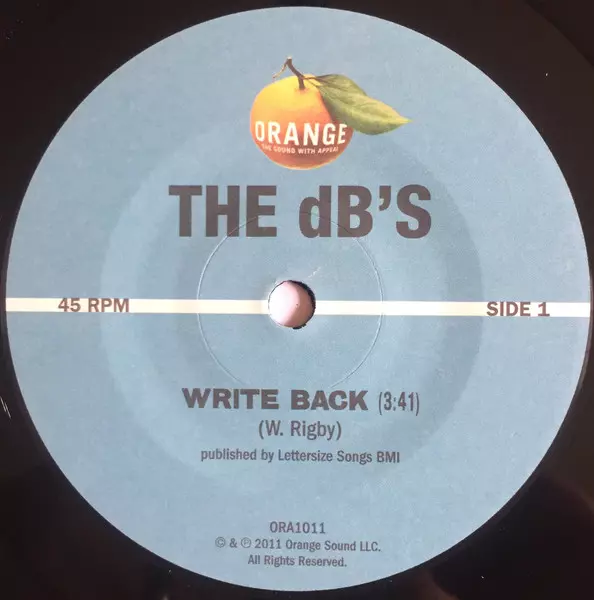 ORANGE
THE SOUND WITH APPEAL
THE dB'S
45 RPM
SIDE 1
WRITE BACK (3:41)
(W. Rigby)
published by Lettersize Songs BMI
ORA1011
© & ℗ 2011 Orange Sound LLC.
All Rights Reserved.